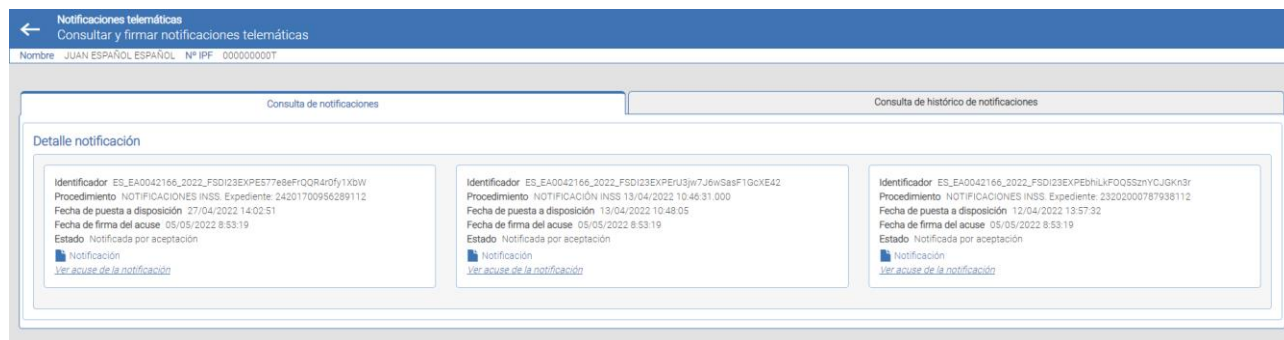 Notificaciones telemáticas
Consultar y firmar notificaciones telemáticas
Nombre JUAN ESPAÑOL ESPAÑOL Nº IPF 000000000T
Consulta de notificaciones
Consulta de histórico de notificaciones
Detalle notificación
Identificador ES_EA0042166_2022_FSDI23EXPE577e8eFrQQR4r0fy1XbW
Procedimiento NOTIFICACIONES INSS. Expediente: 24201700956289112
Fecha de puesta a disposición 27/04/2022 14:02:51
Fecha de firma del acuse 05/05/2022 8:53:19
Estado Notificada por aceptación
Notificación
Ver acuse de la notificación
Identificador ES_EA0042166_2022_FSDI23EXPErU3jw7J6wSasF1GcXE42
Procedimiento NOTIFICACIÓN INSS 13/04/2022 10:46:31.000
Fecha de puesta a disposición 13/04/2022 10:48:05
Fecha de firma del acuse 05/05/2022 8:53:19
Estado Notificada por aceptación
Notificación
Ver acuse de la notificación
Identificador ES_EA0042166_2022_FSDI23EXPEbhiLkFOQ5SznYCJGKn3r
Procedimiento NOTIFICACIONES INSS. Expediente: 23202000787938112
Fecha de puesta a disposición 12/04/2022 13:57:32
Fecha de firma del acuse 05/05/2022 8:53:19
Estado Notificada por aceptación
Notificación
Ver acuse de la notificación